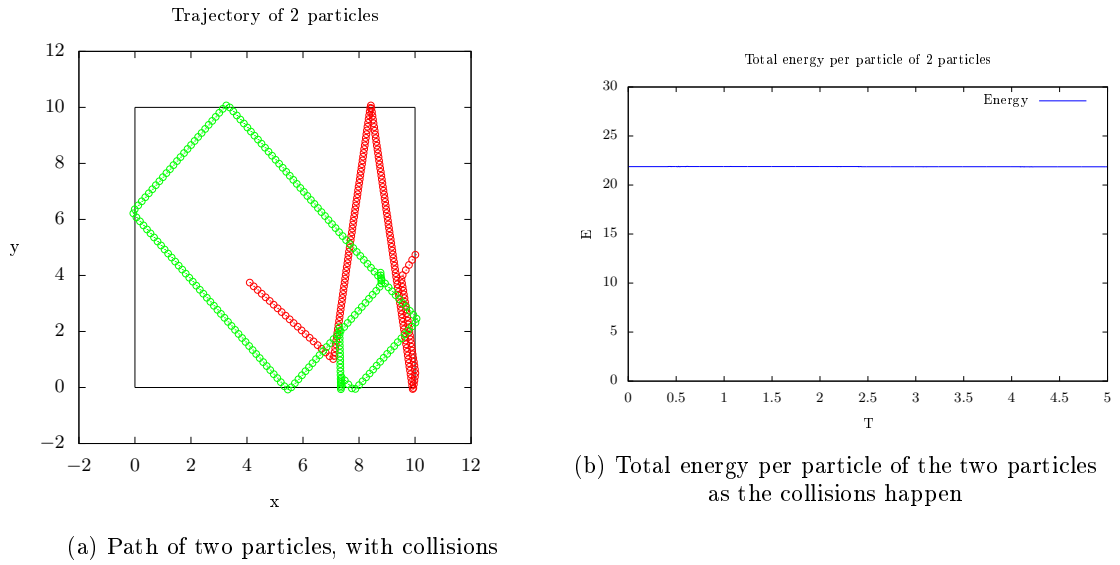 Trajectory of 2 particles
12
10
8
6
4
2
0
−2
y
−2 0 2 4 6 8 10 12
x
(a) Path of two particles, with collisions
Total energy per particle of 2 particles
30
25
20
15
10
5
0
E
Energy
0 0.5 1 1.5 2 2.5 3 3.5 4 4.5 5
T
(b) Total energy per particle of the two particles
as the collisions happen